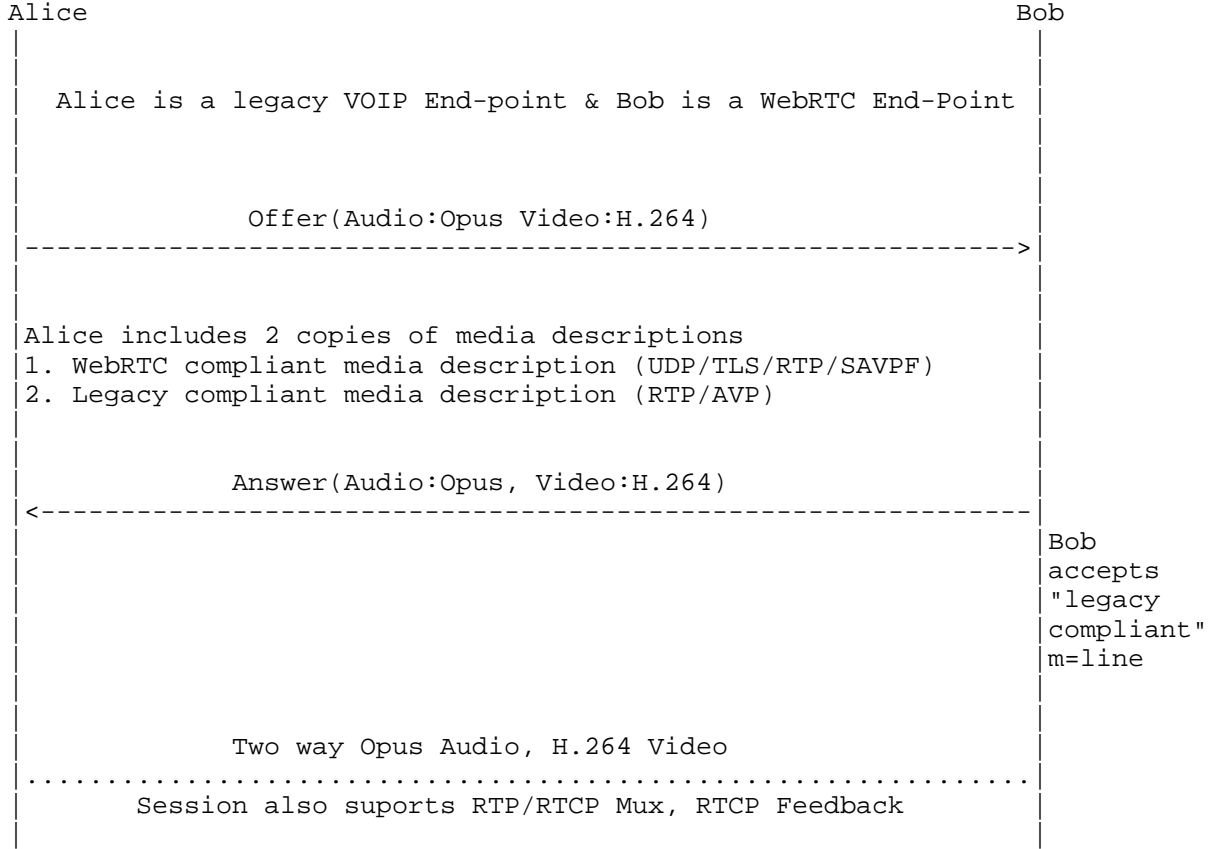 Alice Bob
Alice is a legacy VOIP End-point & Bob is a WebRTC End-Point
Offer(Audio:Opus Video:H.264)
Alice includes 2 copies of media descriptions
1. WebRTC compliant media description (UDP/TLS/RTP/SAVPF)
2. Legacy compliant media description (RTP/AVP)
Answer(Audio:Opus, Video:H.264)
Bob
accepts
"legacy
compliant"
m=line
Two way Opus Audio, H.264 Video
Session also suports RTP/RTCP Mux, RTCP Feedback